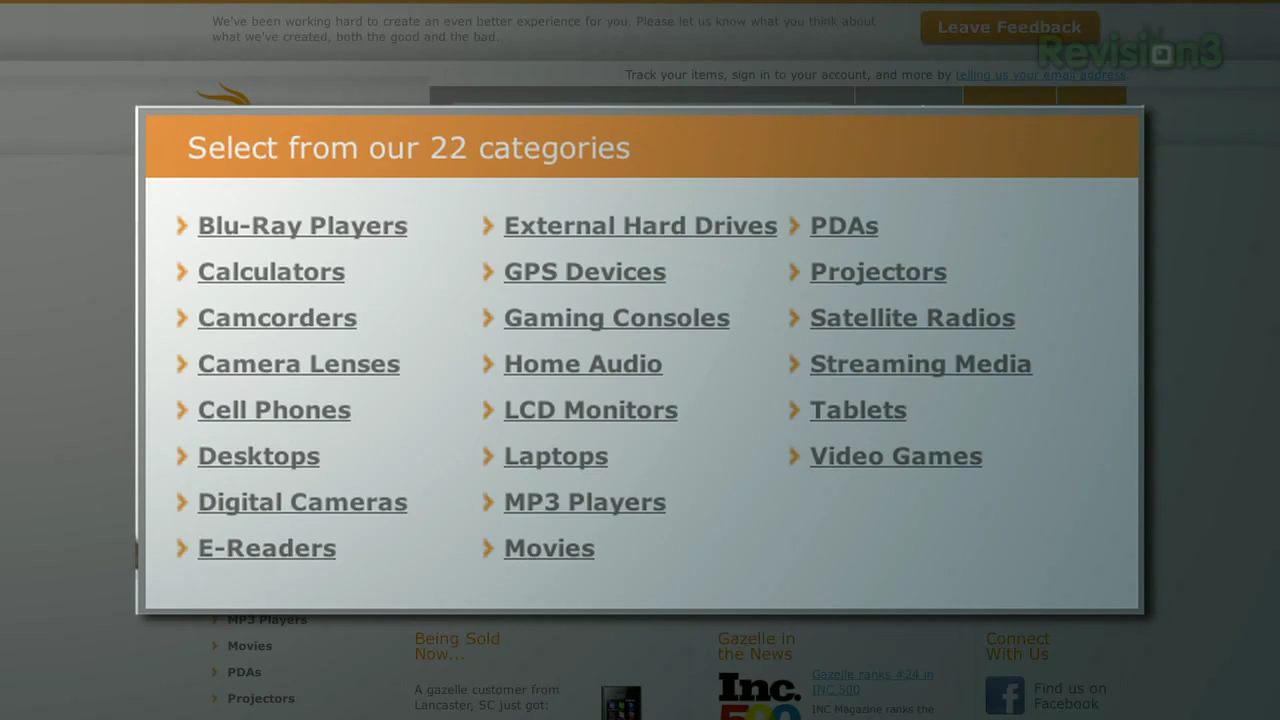 We've been working hard to create an even better experience for you. Please let us know what you think about
what we've created, both the good and the bad.
Leave Feedback
Revision3
Track your items, sign in to your account, and more by telling us your email address.
Select from our 22 categories
Blu-Ray Players
Calculators
Camcorders
Camera Lenses
Cell Phones
Desktops
Digital Cameras
E-Readers
External Hard Drives
GPS Devices
Gaming Consoles
Home Audio
LCD Monitors
Laptops
MP3 Players
Movies
PDAs
Projectors
Satellite Radios
Streaming Media
Tablets
Video Games
MP3 Players
Movies
PDAs
Projectors
Being Sold
Now...
A gazelle customer from
Lancaster, SC just got:
Gazelle in
the News
Inc.
500
Gazelle ranks #24 in
INC 500
INC Magazine ranks the
Connect
With Us
Find us on
Facebook